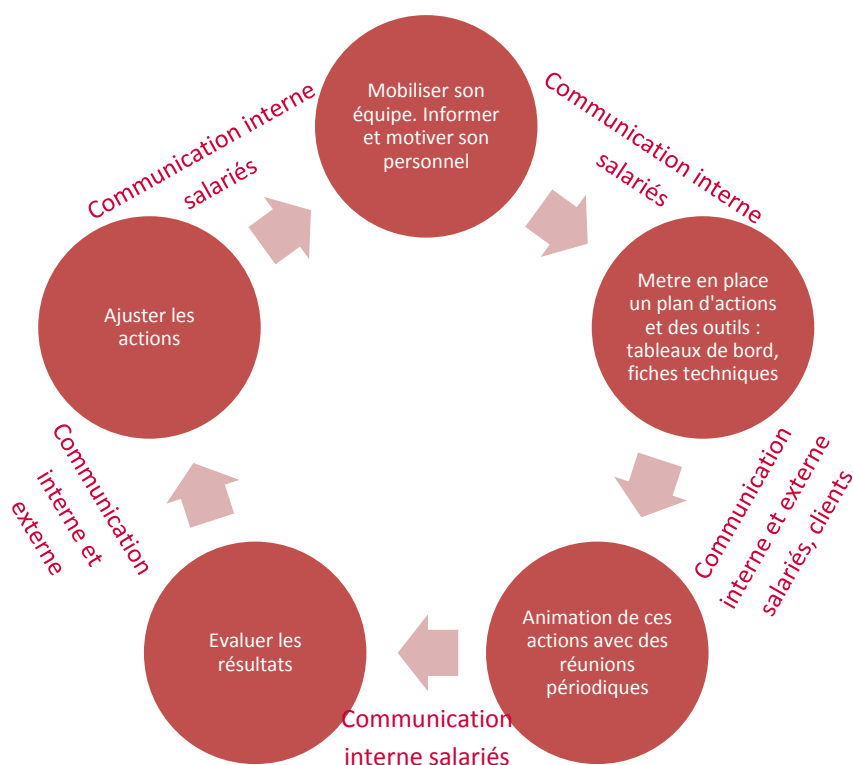 Mobiliser son
équipe. Informer
et motiver son
personnel
Communication interne
salariés
Metre en place
un plan d'actions
et des outils :
tableaux de bord,
fiches techniques
Communication
interne et externe
salariés, clients
Animation de ces
actions avec des
réunions
périodiques
Communication
interne salariés
Evaluer les
résultats
Communication
interne et
externe
Ajuster les
actions
Communication interne
salariés